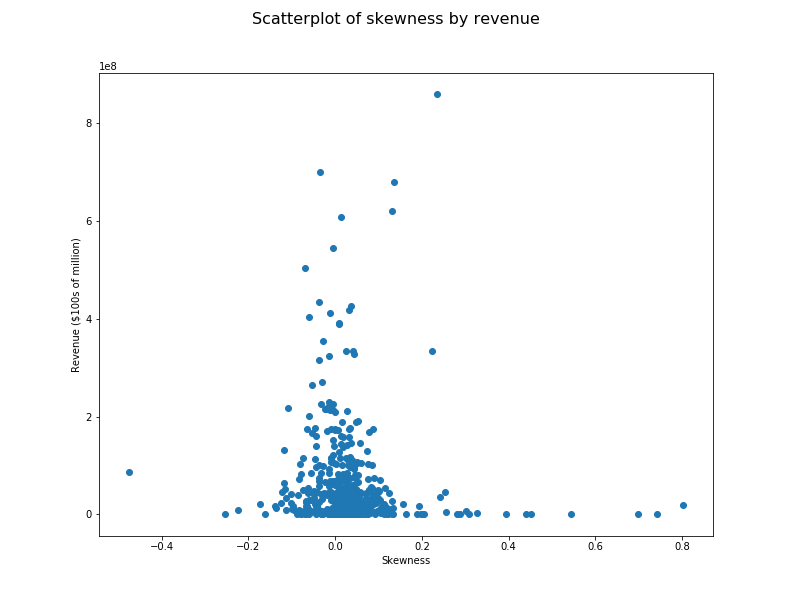 Scatterplot of skewness by revenue
1e8
8
6
4
2
0
Revenue ($100s of million)
−0.4 −0.2 0.0 0.2 0.4 0.6 0.8
Skewness